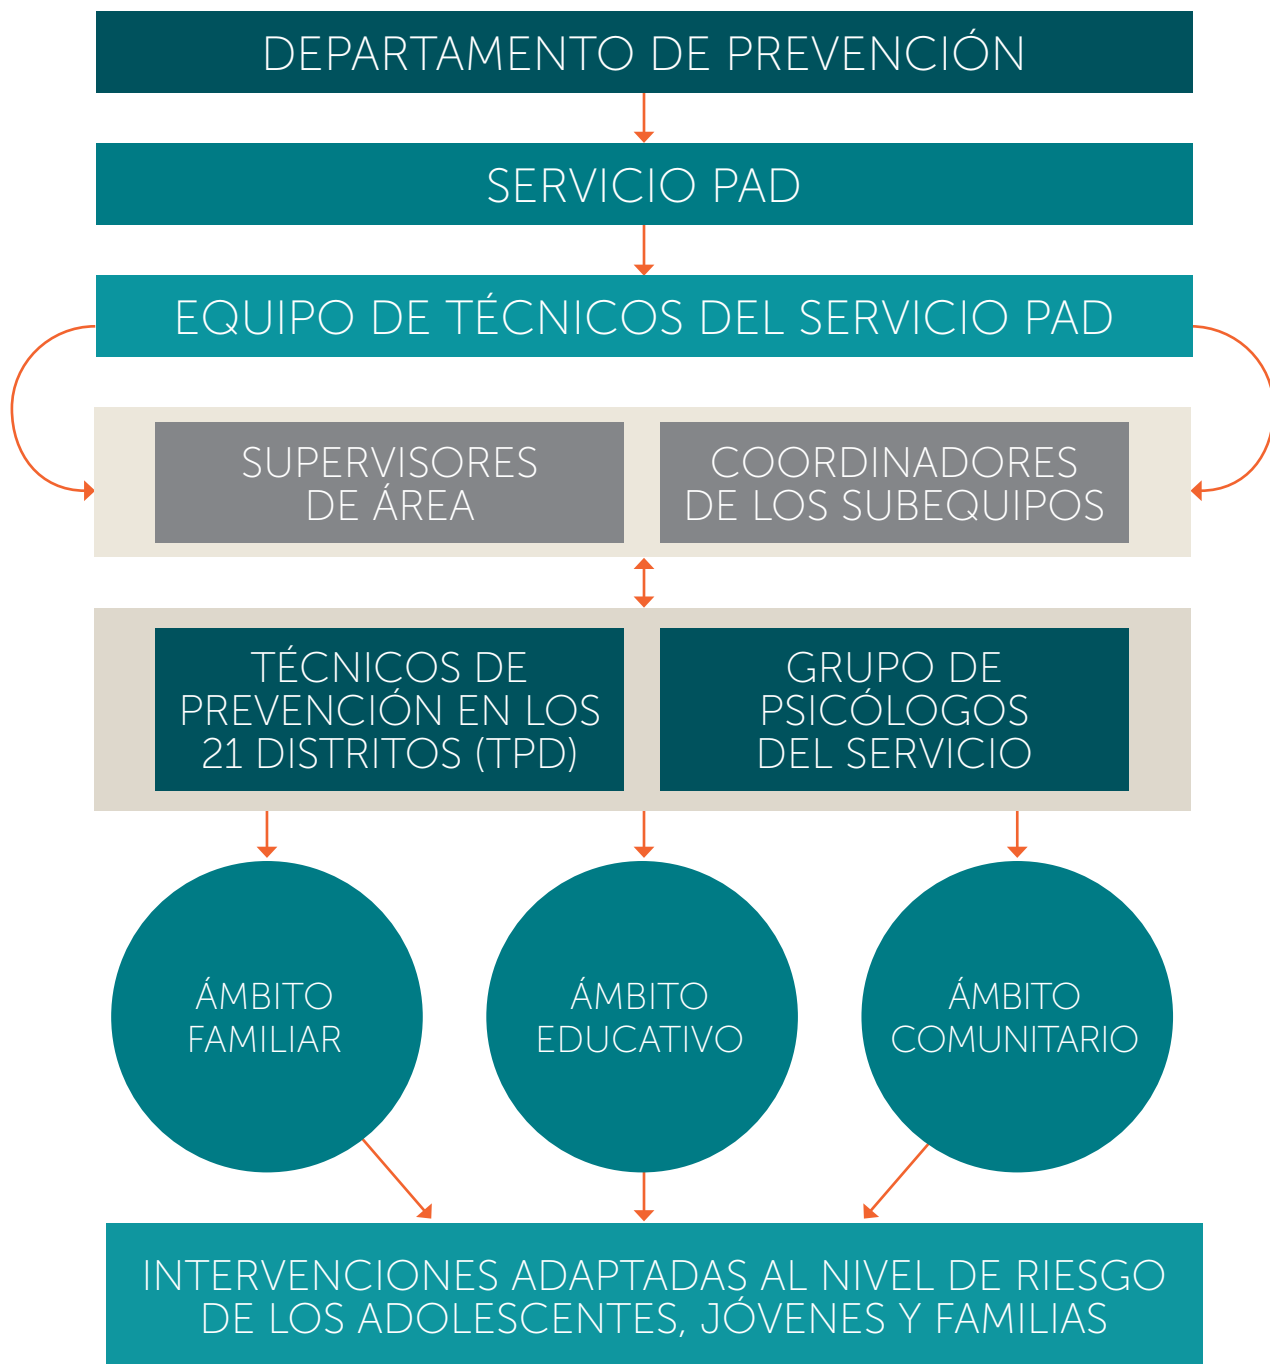 DEPARTAMENTO DE PREVENCIÓN
SERVICIO PAD
EQUIPO DE TÉCNICOS DEL SERVICIO PAD
SUPERVISORES
DE ÁREA
COORDINADORES
DE LOS SUBEQUIPOS
TÉCNICOS DE
PREVENCIÓN EN LOS
21 DISTRITOS (TPD)
GRUPO DE
PSICÓLOGOS
DEL SERVICIO
ÁMBITO
FAMILIAR
ÁMBITO
EDUCATIVO
ÁMBITO
COMUNITARIO
INTERVENCIONES ADAPTADAS AL NIVEL DE RIESGO
DE LOS ADOLESCENTES, JÓVENES Y FAMILIAS